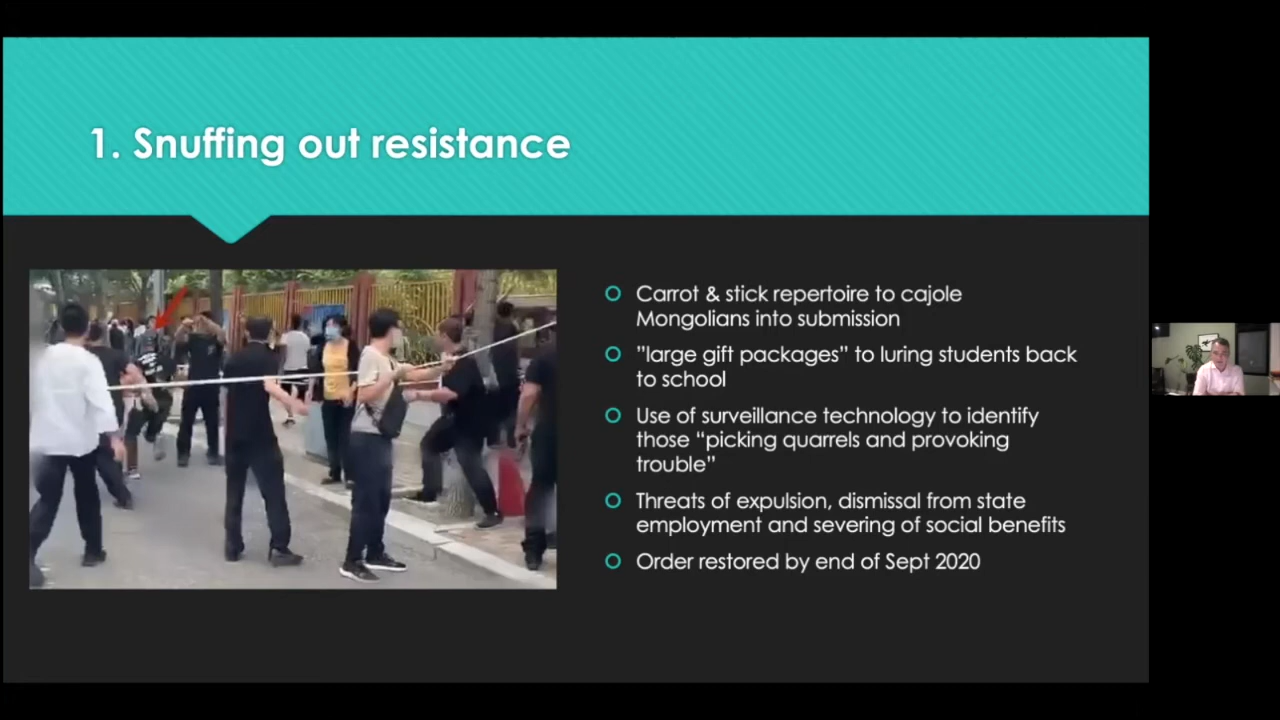 1. Snuffing out resistance
Carrot & stick repertoire to cajole
Mongolians into submission
"large gift packages" to luring students back
to school
Use of surveillance technology to identify
those “picking quarrels and provoking
trouble”
Threats of expulsion, dismissal from state
employment and severing of social benefits
Order restored by end of Sept 2020